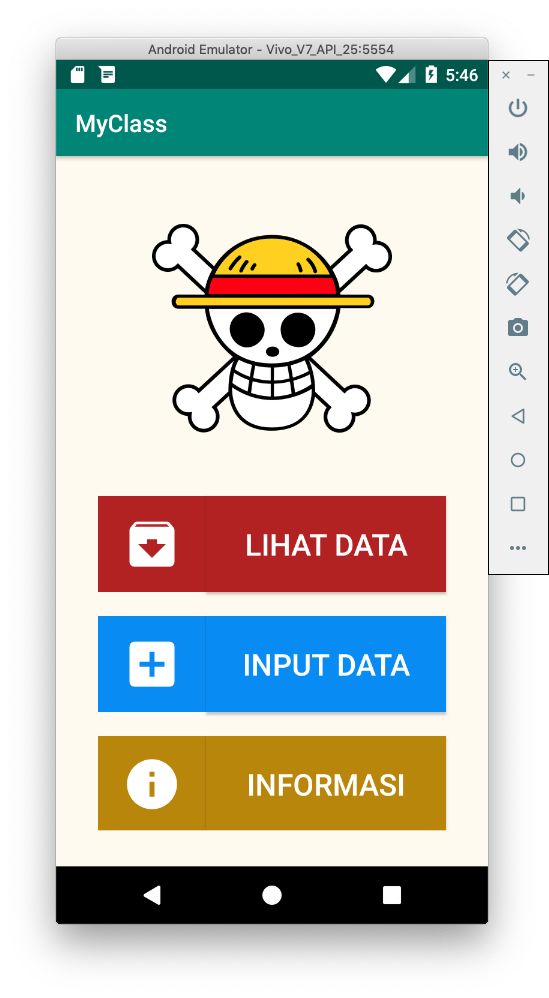 Android Emulator - Vivo_V7_API_25:5554
5:46
MyClass
LIHAT DATA
INPUT DATA
INFORMASI